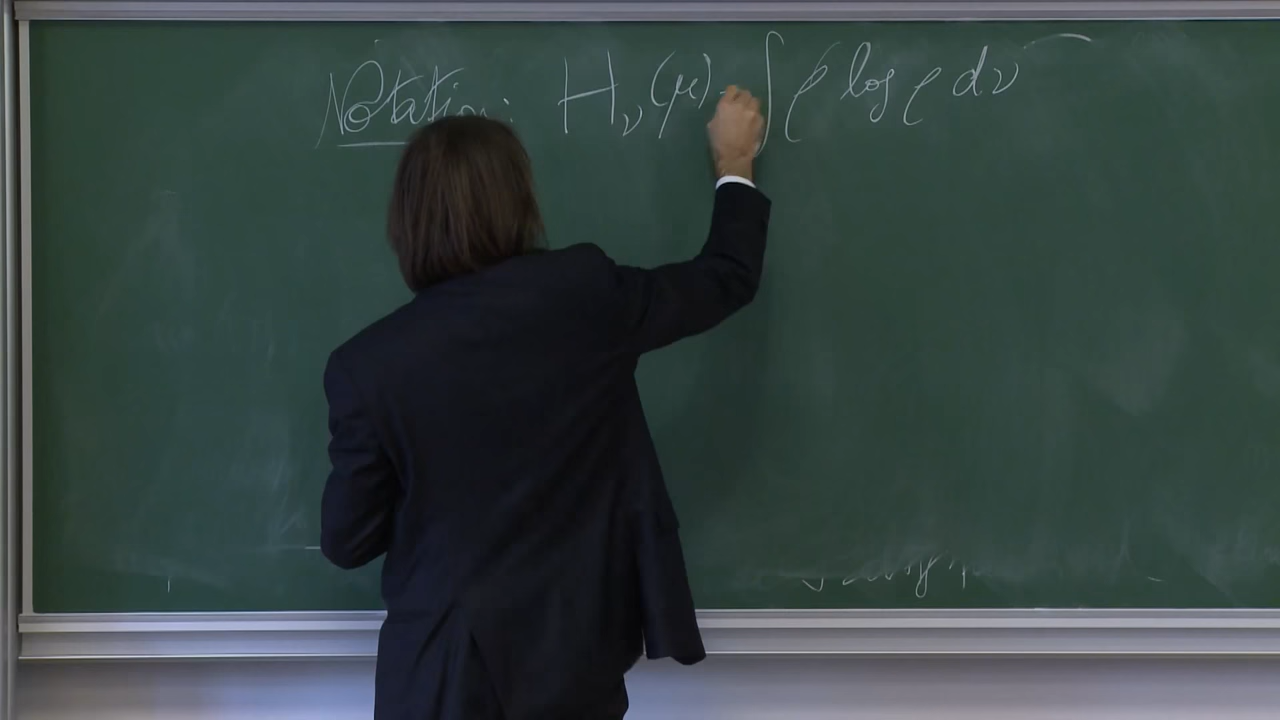 Notation: H_ν(μ) = ∫ρ log ρ dν